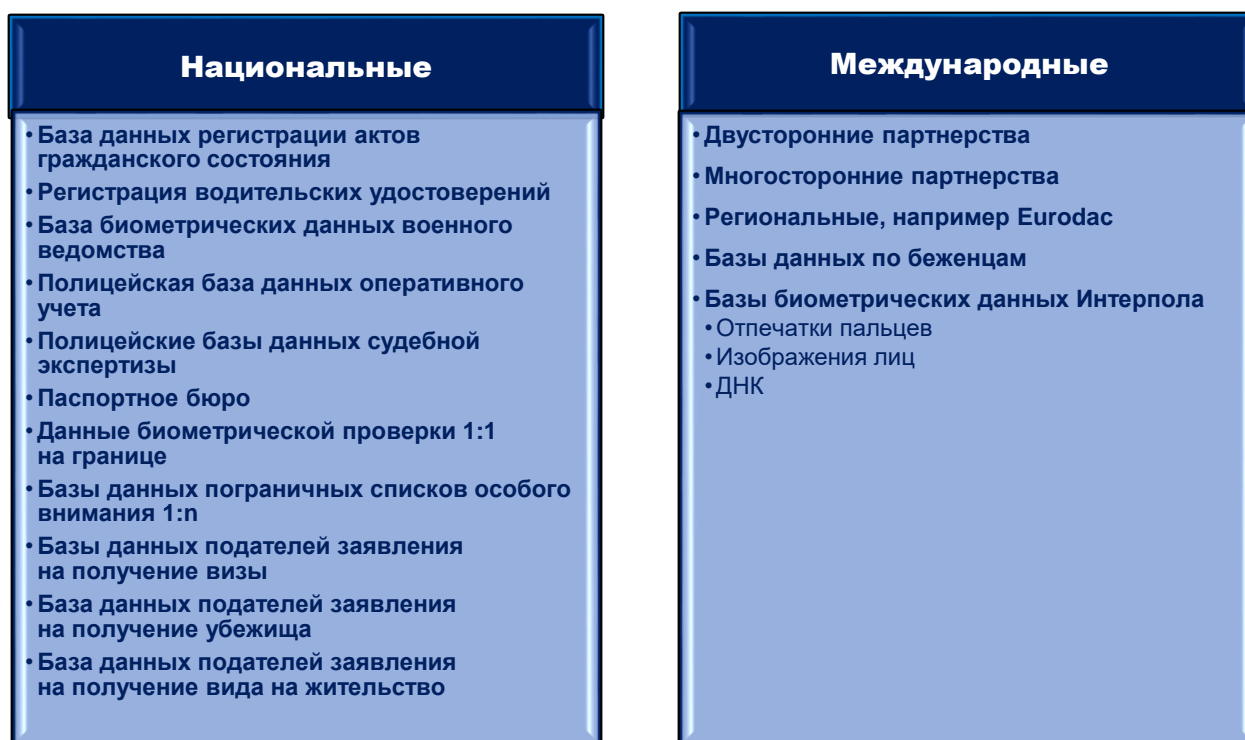 Национальные
• База данных регистрации актов
гражданского состояния
• Регистрация водительских удостоверений
• База биометрических данных военного
ведомства
• Полицейская база данных оперативного
учета
• Полицейские базы данных судебной
экспертизы
• Паспортное бюро
• Данные биометрической проверки 1:1
на границе
• Базы данных пограничных списков особого
внимания 1:n
• Базы данных подателей заявления
на получение визы
• База данных подателей заявления
на получение убежища
• База данных подателей заявления
на получение вида на жительство
Международные
• Двусторонние партнерства
• Многосторонние партнерства
• Региональные, например Eurodac
• Базы данных по беженцам
• Базы биометрических данных Интерпола
• Отпечатки пальцев
• Изображения лиц
• ДНК